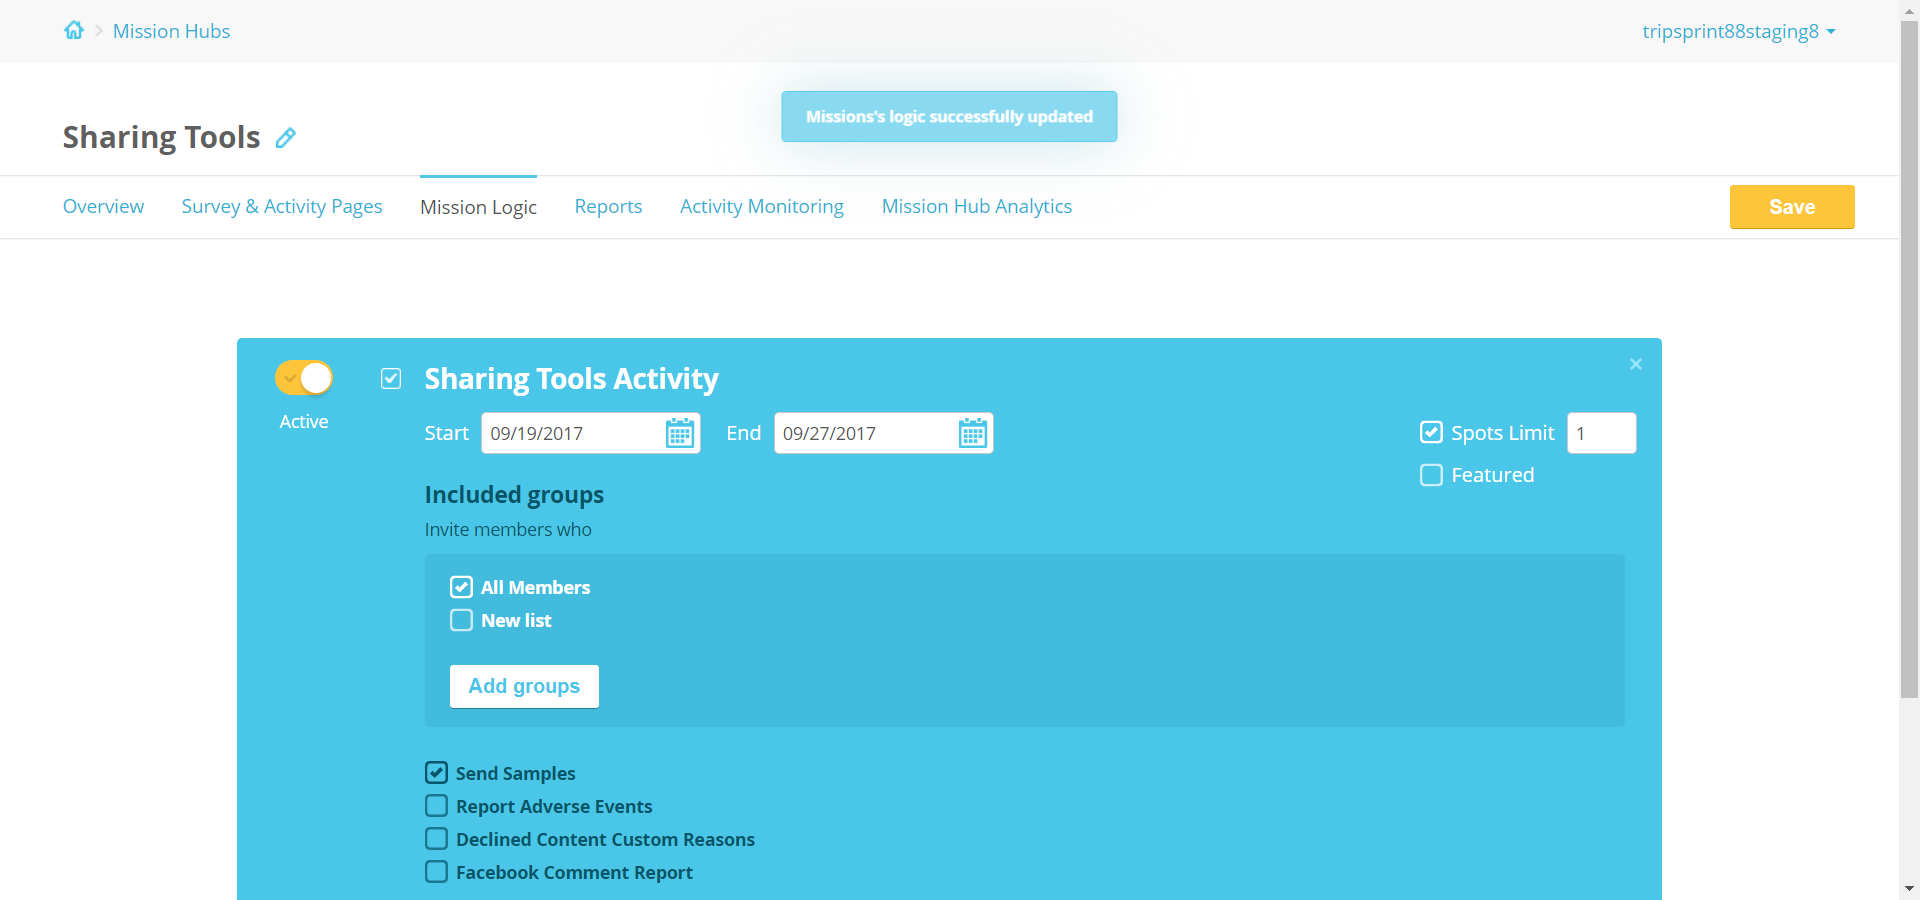 Mission Hubs
tripsprint88staging8
Missions's logic successfully updated
Sharing Tools
Overview
Survey & Activity Pages
Mission Logic
Reports
Activity Monitoring
Mission Hub Analytics
Save
Sharing Tools Activity
Active
Start
09/19/2017
End
09/27/2017
Spots Limit
1
Featured
Included groups
Invite members who
All Members
New list
Add groups
Send Samples
Report Adverse Events
Declined Content Custom Reasons
Facebook Comment Report